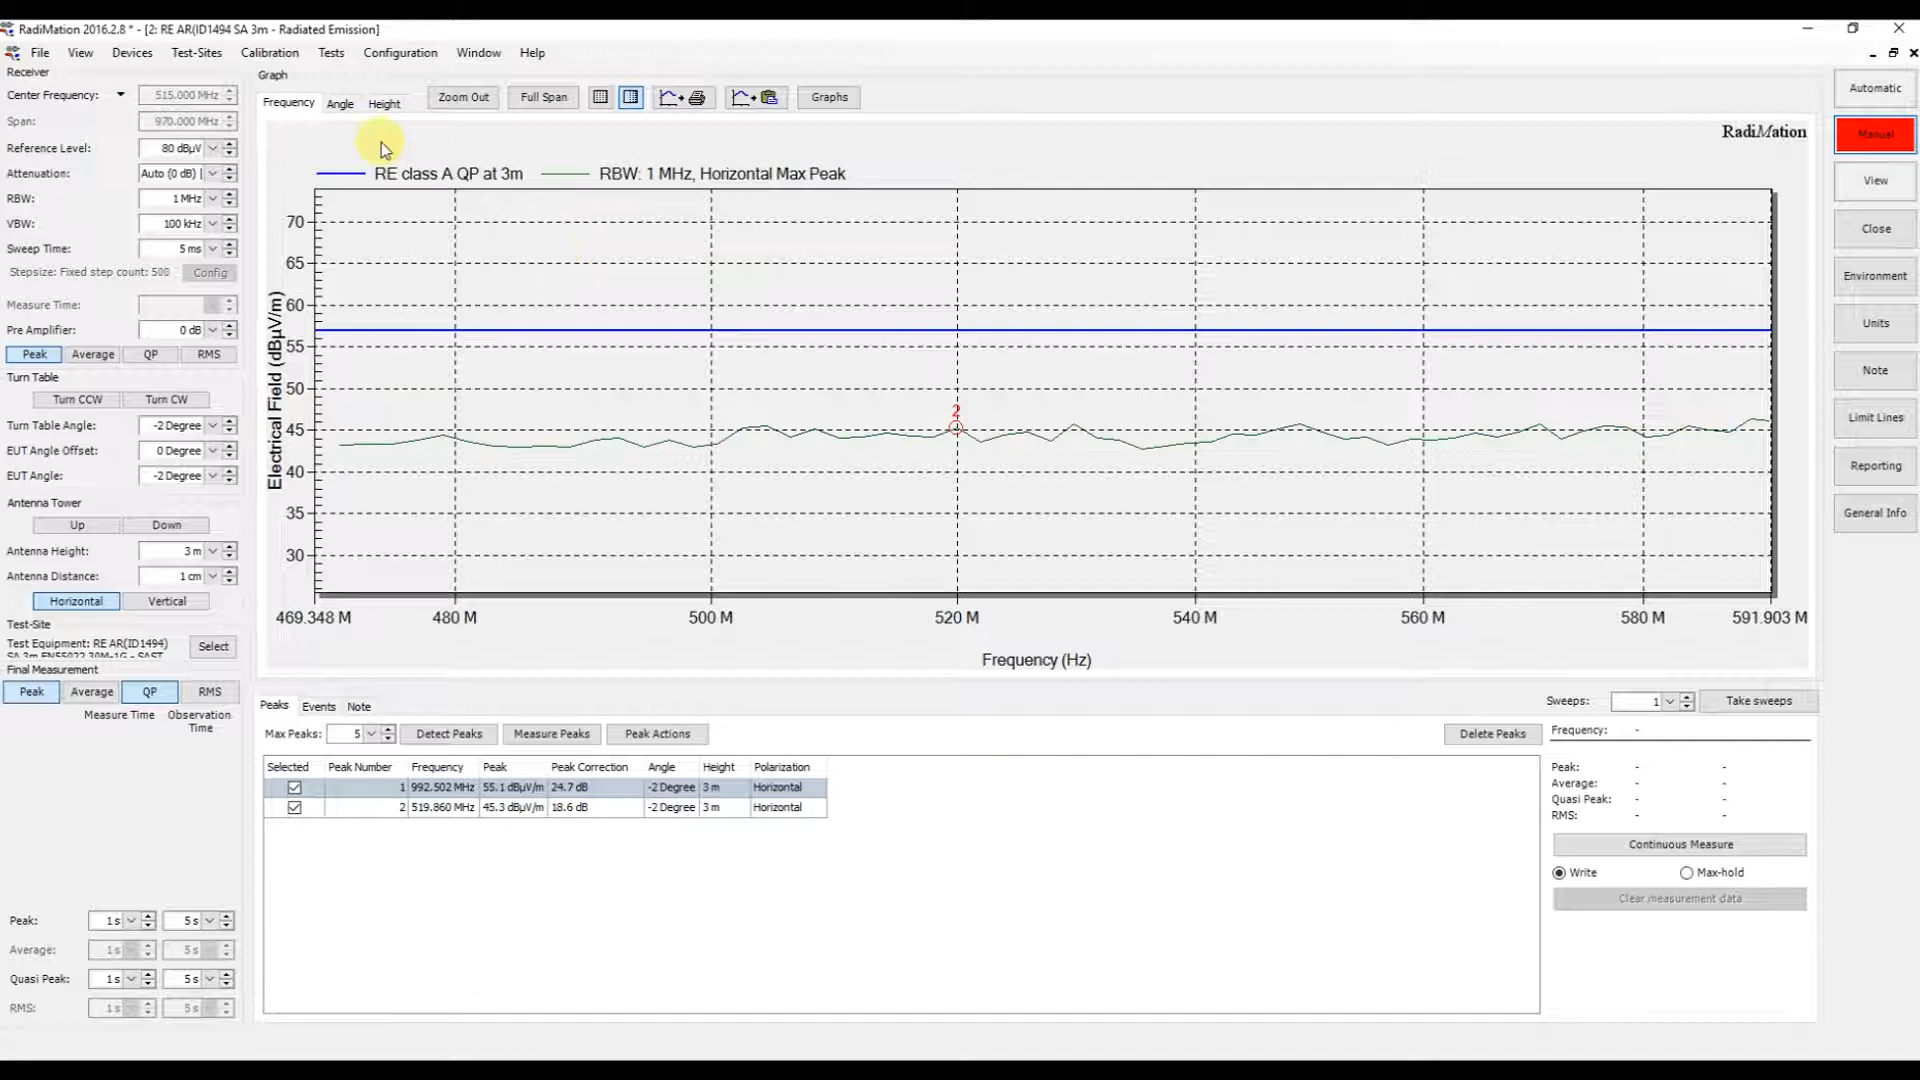 RadiMation 2016.2.8 * - [2: RE AR(ID1494 SA 3m - Radiated Emission]
File View Devices Test-Sites Calibration Tests Configuration Window Help
Receiver
Center Frequency: 515.000 MHz
Span: 970.000 MHz
Reference Level: 80 dBµV
Attenuation: Auto (0 dB) |
RBW: 1 MHz
VBW: 100 kHz
Sweep Time: 5 ms
Stepsize: Fixed step count: 500 Config
Measure Time:
Pre Amplifier: 0 dB
Peak Average QP RMS
Turn Table
Turn CCW Turn CW
Turn Table Angle: -2 Degree
EUT Angle Offset: 0 Degree
EUT Angle: -2 Degree
Antenna Tower
Up Down
Antenna Height: 3 m
Antenna Distance: 1 cm
Horizontal Vertical
Test-Site
Test Equipment: RE AR(ID1494) Select
SA 3m EN55022 30M-1G - SAST
Final Measurement
Peak Average QP RMS
Measure Time Observation
Time
Peak: 1 s 5 s
Average: 1 s 5 s
Quasi Peak: 1 s 5 s
RMS: 1 s 5 s
Graph
Frequency Angle Height Zoom Out Full Span Graphs
RadiMation
RE class A QP at 3m RBW: 1 MHz, Horizontal Max Peak
Electrical Field (dBµV/m)
70
65
60
55
50
45
40
35
30
2
469.348 M 480 M 500 M 520 M 540 M 560 M 580 M 591.903 M
Frequency (Hz)
Peaks Events Note
Max Peaks: 5 Detect Peaks Measure Peaks Peak Actions Delete Peaks
Selected Peak Number Frequency Peak Peak Correction Angle Height Polarization
1 992.502 MHz 55.1 dBµV/m 24.7 dB -2 Degree 3 m Horizontal
2 519.860 MHz 45.3 dBµV/m 18.6 dB -2 Degree 3 m Horizontal
Sweeps: 1 Take sweeps
Frequency: -
Peak: - -
Average: - -
Quasi Peak: - -
RMS: - -
Continuous Measure
Write Max-hold
Clear measurement data
Automatic
Manual
View
Close
Environment
Units
Note
Limit Lines
Reporting
General Info